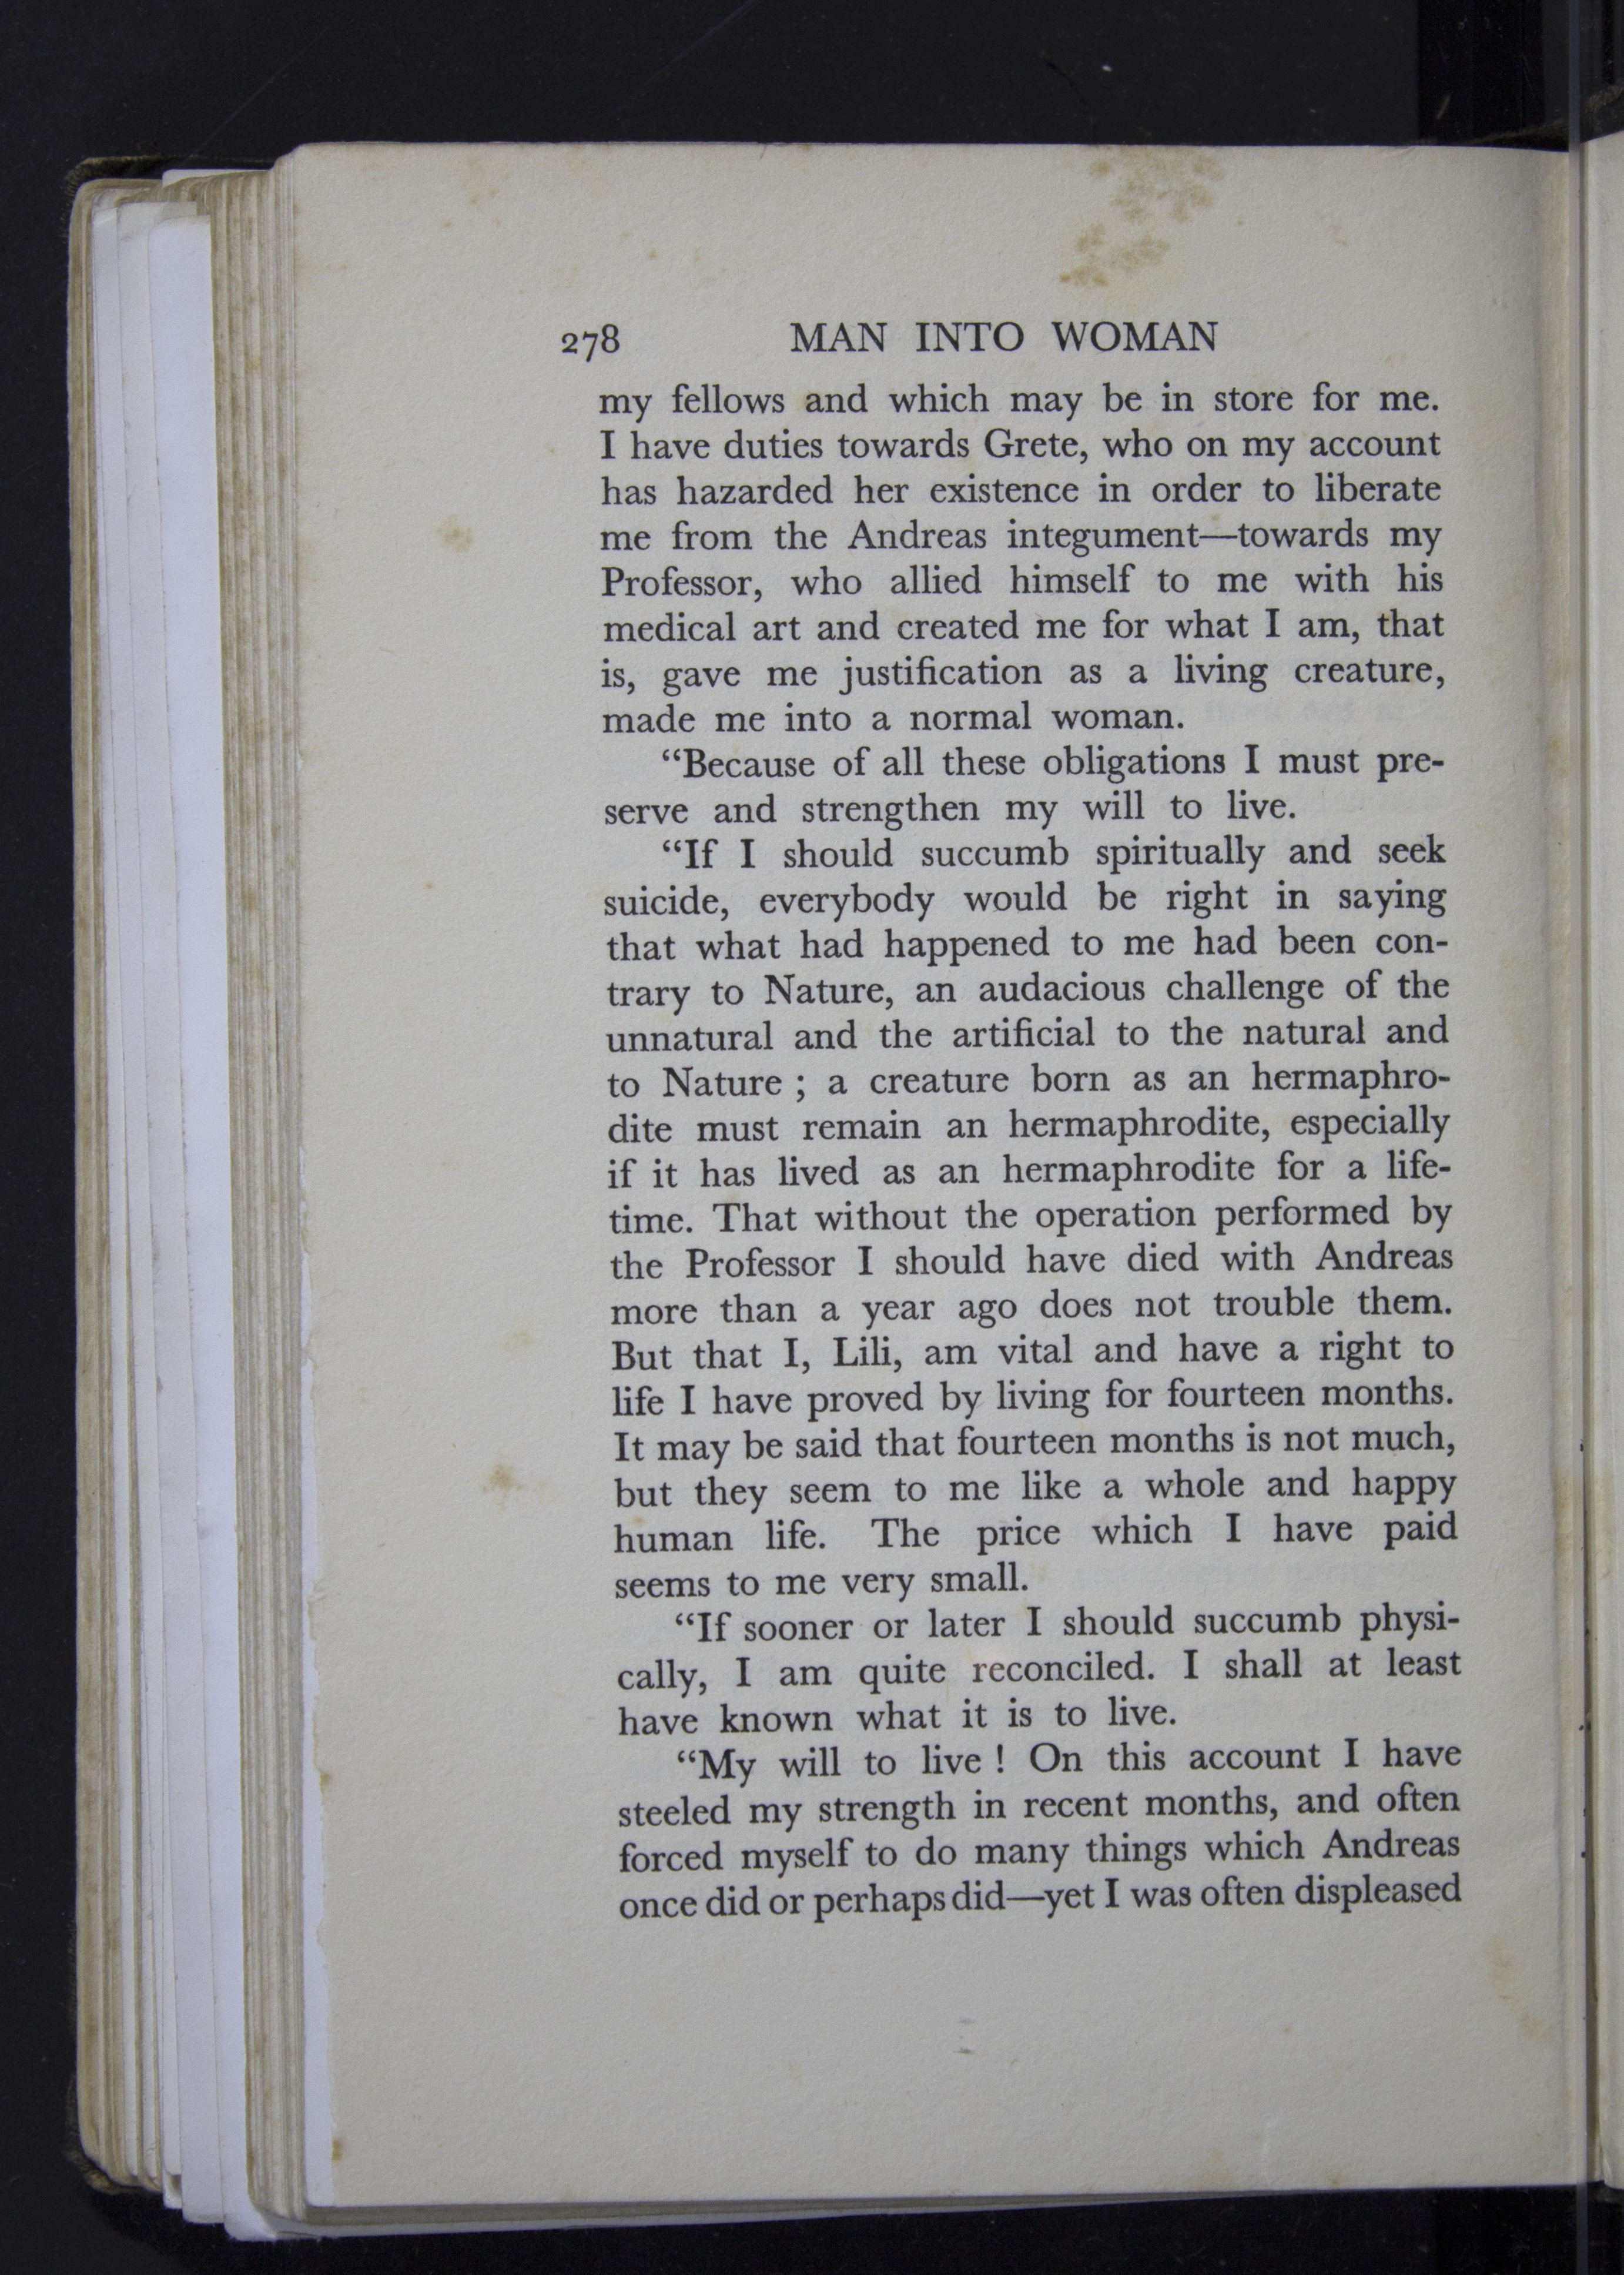 278 MAN INTO WOMAN
my fellows and which may be in store for me.
I have duties towards Grete, who on my account
has hazarded her existence in order to liberate
me from the Andreas integument—towards my
Professor, who allied himself to me with his
medical art and created me for what I am, that
is, gave me justification as a living creature,
made me into a normal woman.
“Because of all these obligations I must pre-
serve and strengthen my will to live.
“If I should succumb spiritually and seek
suicide, everybody would be right in saying
that what had happened to me had been con-
trary to Nature, an audacious challenge of the
unnatural and the artificial to the natural and
to Nature ; a creature born as an hermaphro-
dite must remain an hermaphrodite, especially
if it has lived as an hermaphrodite for a life-
time. That without the operation performed by
the Professor I should have died with Andreas
more than a year ago does not trouble them.
But that I, Lili, am vital and have a right to
life I have proved by living for fourteen months.
It may be said that fourteen months is not much,
but they seem to me like a whole and happy
human life. The price which I have paid
seems to me very small.
“If sooner or later I should succumb physi-
cally, I am quite reconciled. I shall at least
have known what it is to live.
“My will to live ! On this account I have
steeled my strength in recent months, and often
forced myself to do many things which Andreas
once did or perhaps did—yet I was often displeased